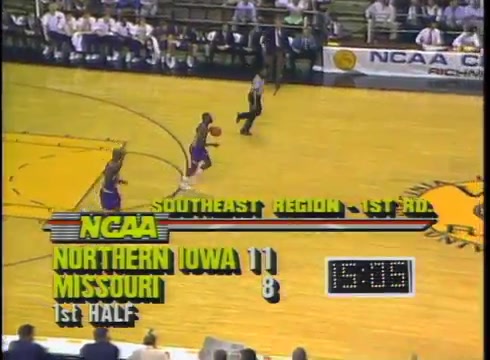 NCAA C
RICHM
SOUTHEAST REGION - 1ST RD.
NCAA
NORTHERN IOWA 11
MISSOURI 8
1st HALF
15:05